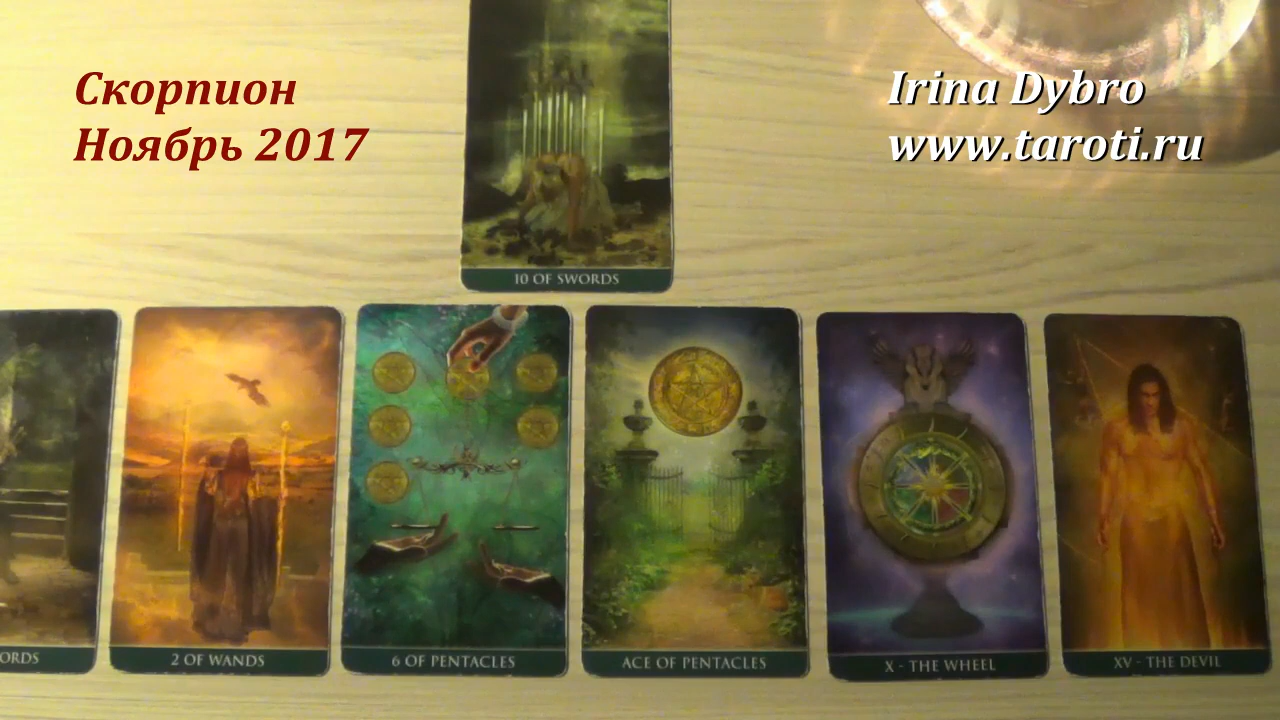 Скорпион
Ноябрь 2017
Irina Dybro
www.taroti.ru
10 OF SWORDS
ORDS
2 OF WANDS
6 OF PENTACLES
ACE OF PENTACLES
X - THE WHEEL
XV - THE DEVIL